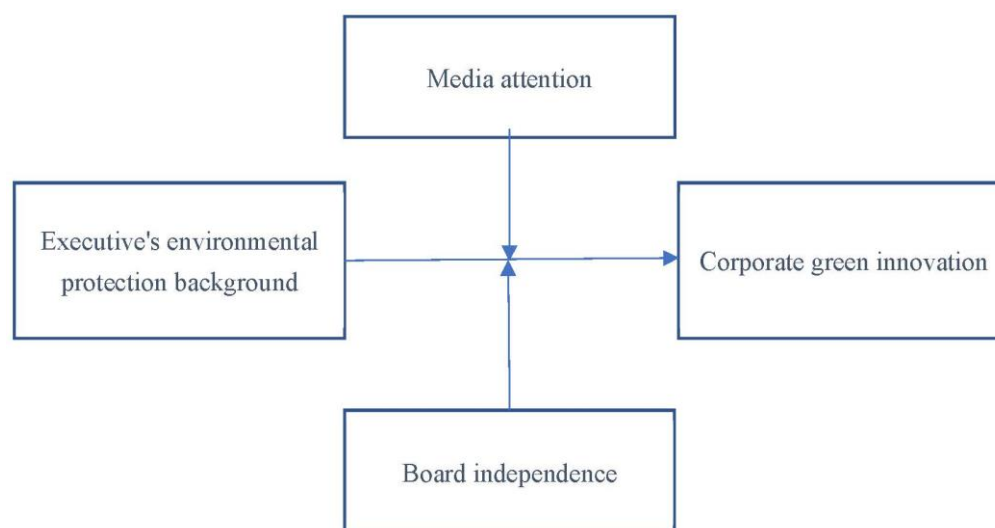 Media attention
Executive's environmental
protection background
Corporate green innovation
Board independence